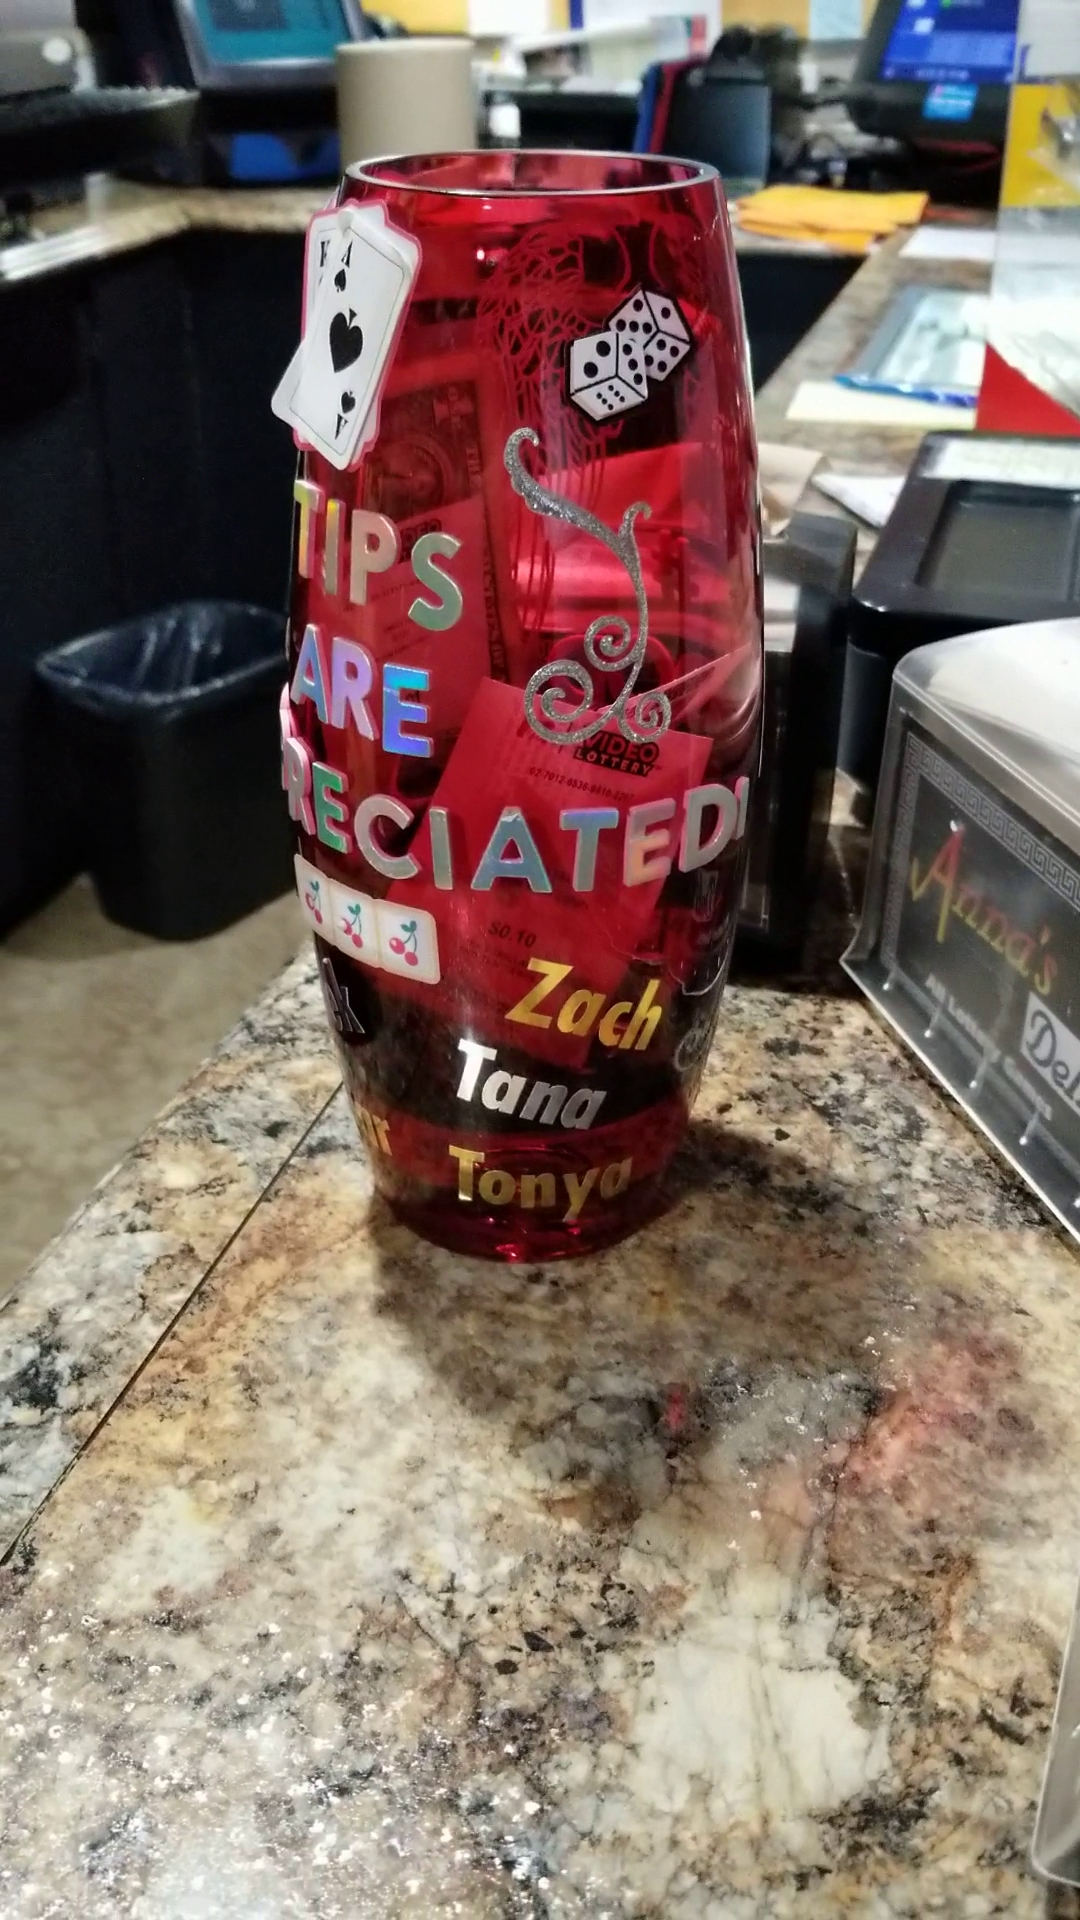 K A
A
TIPS
ARE
RECIATED!
VIDEO
LOTTERY
$0.10
Zach
Tana
Tonya
Anna's
Deli